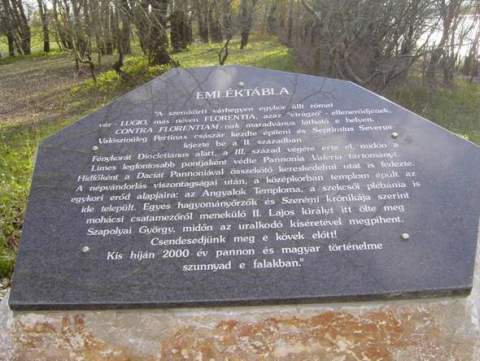 EMLÉKTÁBLA
"A szentkúti várhegyen egykor állt római
vár - LUGIO, más néven FLORENTIA, azaz "virágzó" - ellenerődjének,
CONTRA FLORENTIAM-nak maradványa látható e helyen.
Valószínűleg Pertinax császár kezdte építeni és Septimius Severus
fejezte be a II. században.
Fénykorát Diocletianus alatt, a III. század végére érte el, midőn a
Limes legfontosabb pontjaként védte Pannonia Valeria tartományt.
Hídfőként a Daciát Pannoniával összekötő kereskedelmi utat is fedezte.
A népvándorlás viszontagságai után, a középkorban templom épült az
egykori erőd alapjain: az Angyalok Temploma, a szekcsői plébánia is
ide települt. Egyes hagyományőrzők és Szerémi krónikája szerint
mohácsi csatamezőről menekülő II. Lajos királyt itt ölte meg
Szapolyai György, midőn az uralkodó kíséretével megpihent.
Csendesedjünk meg e kövek előtt!
Kis híján 2000 év pannon és magyar történelme
szunnyad e falakban."